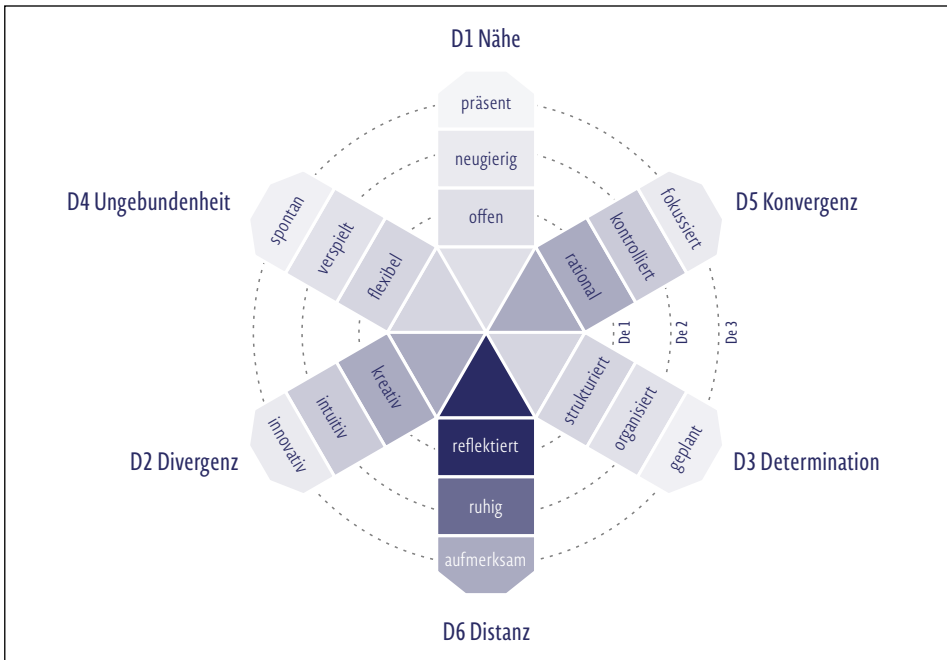 D1 Nähe
präsent
neugierig
offen
D4 Ungebundenheit
spontan
verspielt
flexibel
D5 Konvergenz
fokussiert
kontrolliert
rational
De 1
De 2
De 3
D2 Divergenz
innovativ
intuitiv
kreativ
D3 Determination
strukturiert
organisiert
geplant
reflektiert
ruhig
aufmerksam
D6 Distanz